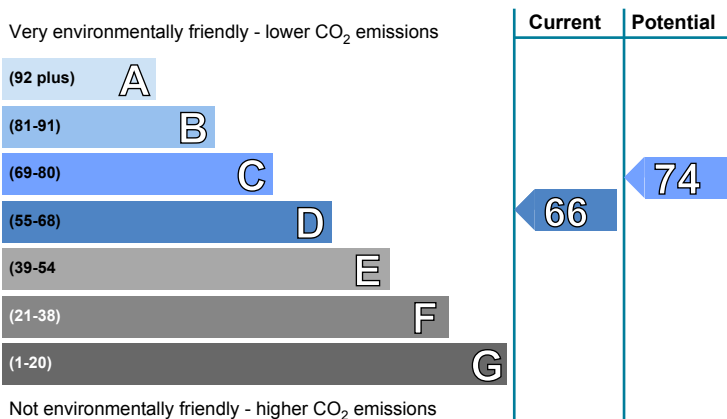 Very environmentally friendly - lower CO2 emissions
Current
Potential
(92 plus) A
(81-91) B
(69-80) C
(55-68) D
(39-54 E
(21-38) F
(1-20) G
66
74
Not environmentally friendly - higher CO2 emissions